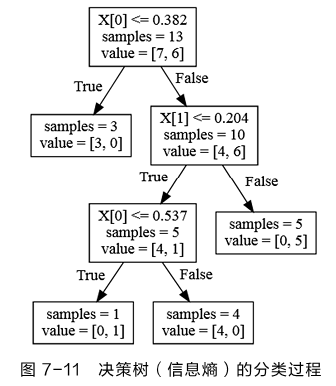 X[0] <= 0.382
samples = 13
value = [7, 6]
True
False
samples = 3
value = [3, 0]
X[1] <= 0.204
samples = 10
value = [4, 6]
True
False
X[0] <= 0.537
samples = 5
value = [4, 1]
samples = 5
value = [0, 5]
True
False
samples = 1
value = [0, 1]
samples = 4
value = [4, 0]
图 7-11 决策树（信息熵）的分类过程